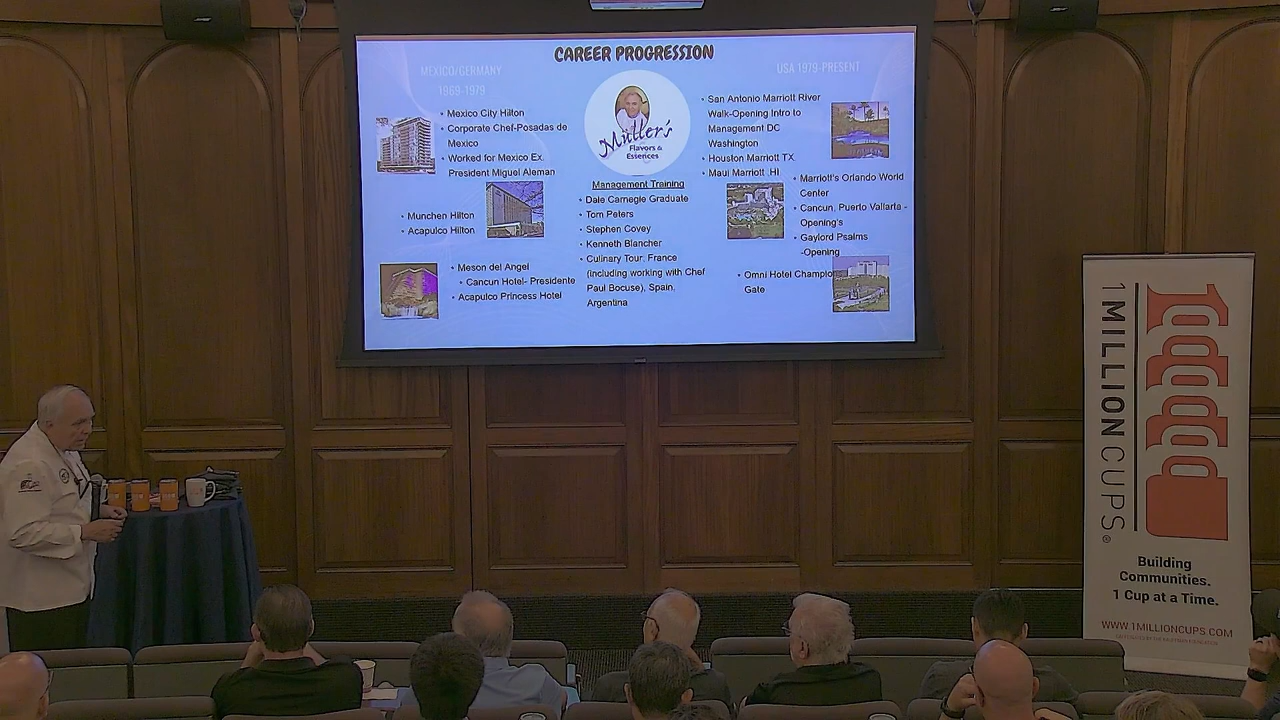 CAREER PROGRESSION
MEXICO/GERMANY
1969-1979
• Mexico City Hilton
• Corporate Chef-Posadas de
Mexico
• Worked for Mexico Ex.
President Miguel Aleman
• Munchen Hilton
• Acapulco Hilton
• Meson del Angel
• Cancun Hotel- Presidente
• Acapulco Princess Hotel
Müller's
Flavors &
Essences
Management Training
• Dale Carnegie Graduate
• Tom Peters
• Stephen Covey
• Kenneth Blancher
• Culinary Tour, France
(including working with Chef
Paul Bocuse), Spain,
Argentina
USA 1979-PRESENT
• San Antonio Marriott River
Walk-Opening Intro to
Management DC
Washington
• Houston Marriott TX
• Maui Marriott HI
• Marriott's Orlando World
Center
• Cancun, Puerto Vallarta -
Opening's
• Gaylord Psalms
-Opening
• Omni Hotel Champio
Gate
1 MILLION CUPS®
Building
Communities.
1 Cup at a Time.
WWW.1MILLIONCUPS.COM